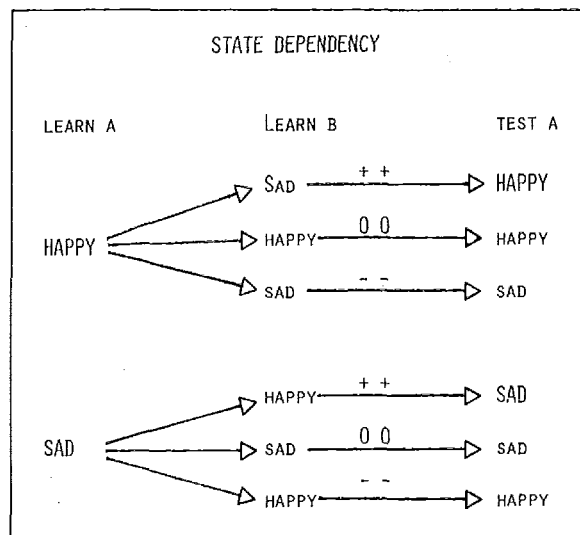 STATE DEPENDENCY
LEARN A LEARN B TEST A
+ +
SAD HAPPY
0 0
HAPPY HAPPY HAPPY
- -
SAD SAD
+ +
HAPPY SAD
0 0
SAD SAD SAD
- -
HAPPY HAPPY